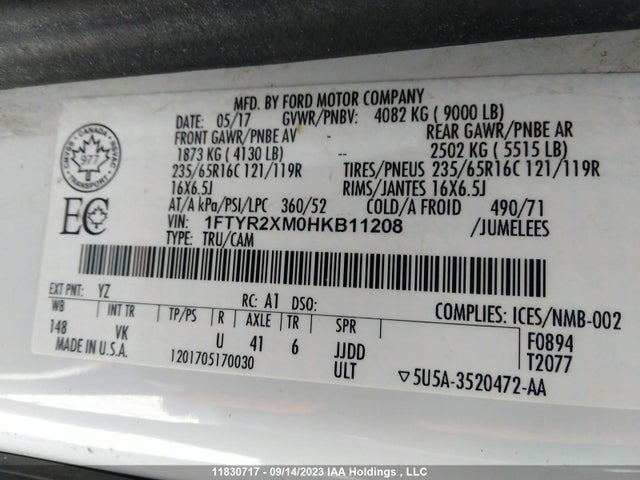 MFD. BY FORD MOTOR COMPANY
DATE: 05/17 GVWR/PNBV: 4082 KG ( 9000 LB)
FRONT GAWR/PNBE AV REAR GAWR/PNBE AR
1873 KG ( 4130 LB) -- 2502 KG ( 5515 LB)
235/65R16C 121/119R TIRES/PNEUS 235/65R16C 121/119R
16X6.5J RIMS/JANTES 16X6.5J
AT/A kPa/PSI/LPC 360/52 COLD/A FROID 490/71
VIN: 1FTYR2XM0HKB11208 /JUMELEES
TYPE: TRU/CAM
CANADA
977
TRANSPORT
EC
EXT PNT: YZ RC: A1 DSO: COMPLIES: ICES/NMB-002
WB INT TR TP/PS R AXLE TR SPR F0894
148 VK U 41 6 JJDD T2077
MADE IN U.S.A. 1201705170030 ULT ▽5U5A-3520472-AA
11830717 - 09/14/2023 IAA Holdings , LLC